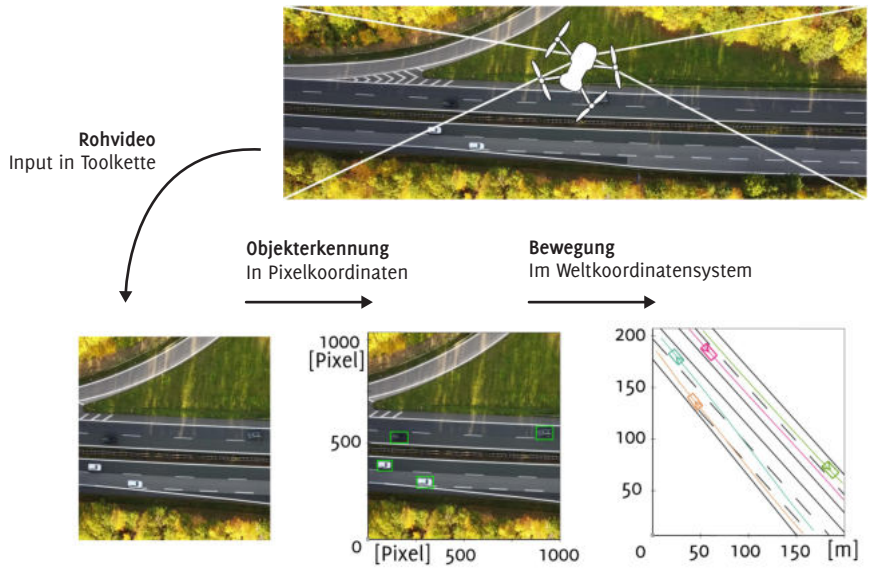 Rohvideo
Input in Toolkette
Objekterkennung
In Pixelkoordinaten
Bewegung
Im Weltkoordinatensystem
1000
[Pixel]
500
0
[Pixel] 500 1000
200
150
100
50
0 50 100 150 [m]